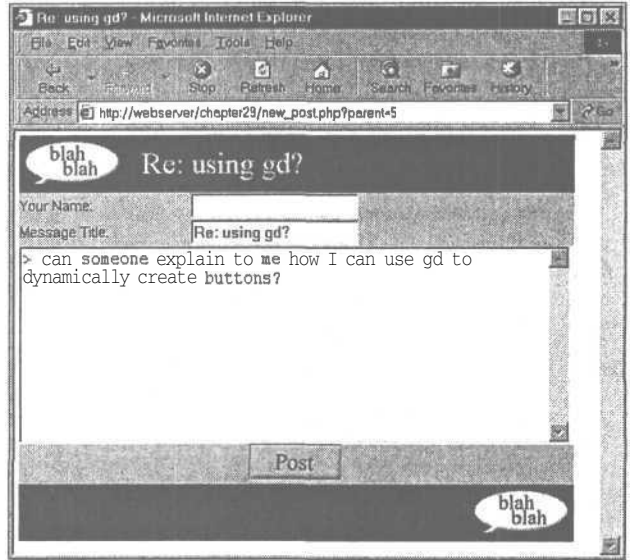 Re: using gd? - Microsoft Internet Explorer
File Edit View Favorites Tools Help
Back Forward Stop Refresh Home Search Favorites History
Address http://webserver/chapter29/new_post.php?parent=5 Go
blah blah
Re: using gd?
Your Name:
Message Title: Re: using gd?
> can someone explain to me how I can use gd to
dynamically create buttons?
Post
blah blah